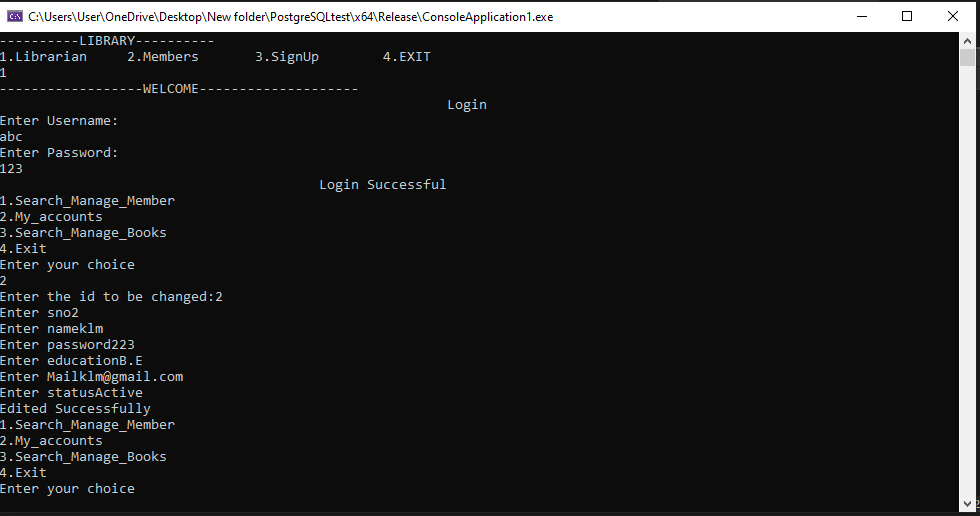 C:\Users\User\OneDrive\Desktop\New folder\PostgreSQLtest\x64\Release\ConsoleApplication1.exe
----------LIBRARY----------
1.Librarian     2.Members       3.SignUp        4.EXIT
1
------------------WELCOME--------------------
Login
Enter Username:
abc
Enter Password:
123
Login Successful
1.Search_Manage_Member
2.My_accounts
3.Search_Manage_Books
4.Exit
Enter your choice
2
Enter the id to be changed:2
Enter sno2
Enter nameklm
Enter password223
Enter educationB.E
Enter Mailklm@gmail.com
Enter statusActive
Edited Successfully
1.Search_Manage_Member
2.My_accounts
3.Search_Manage_Books
4.Exit
Enter your choice